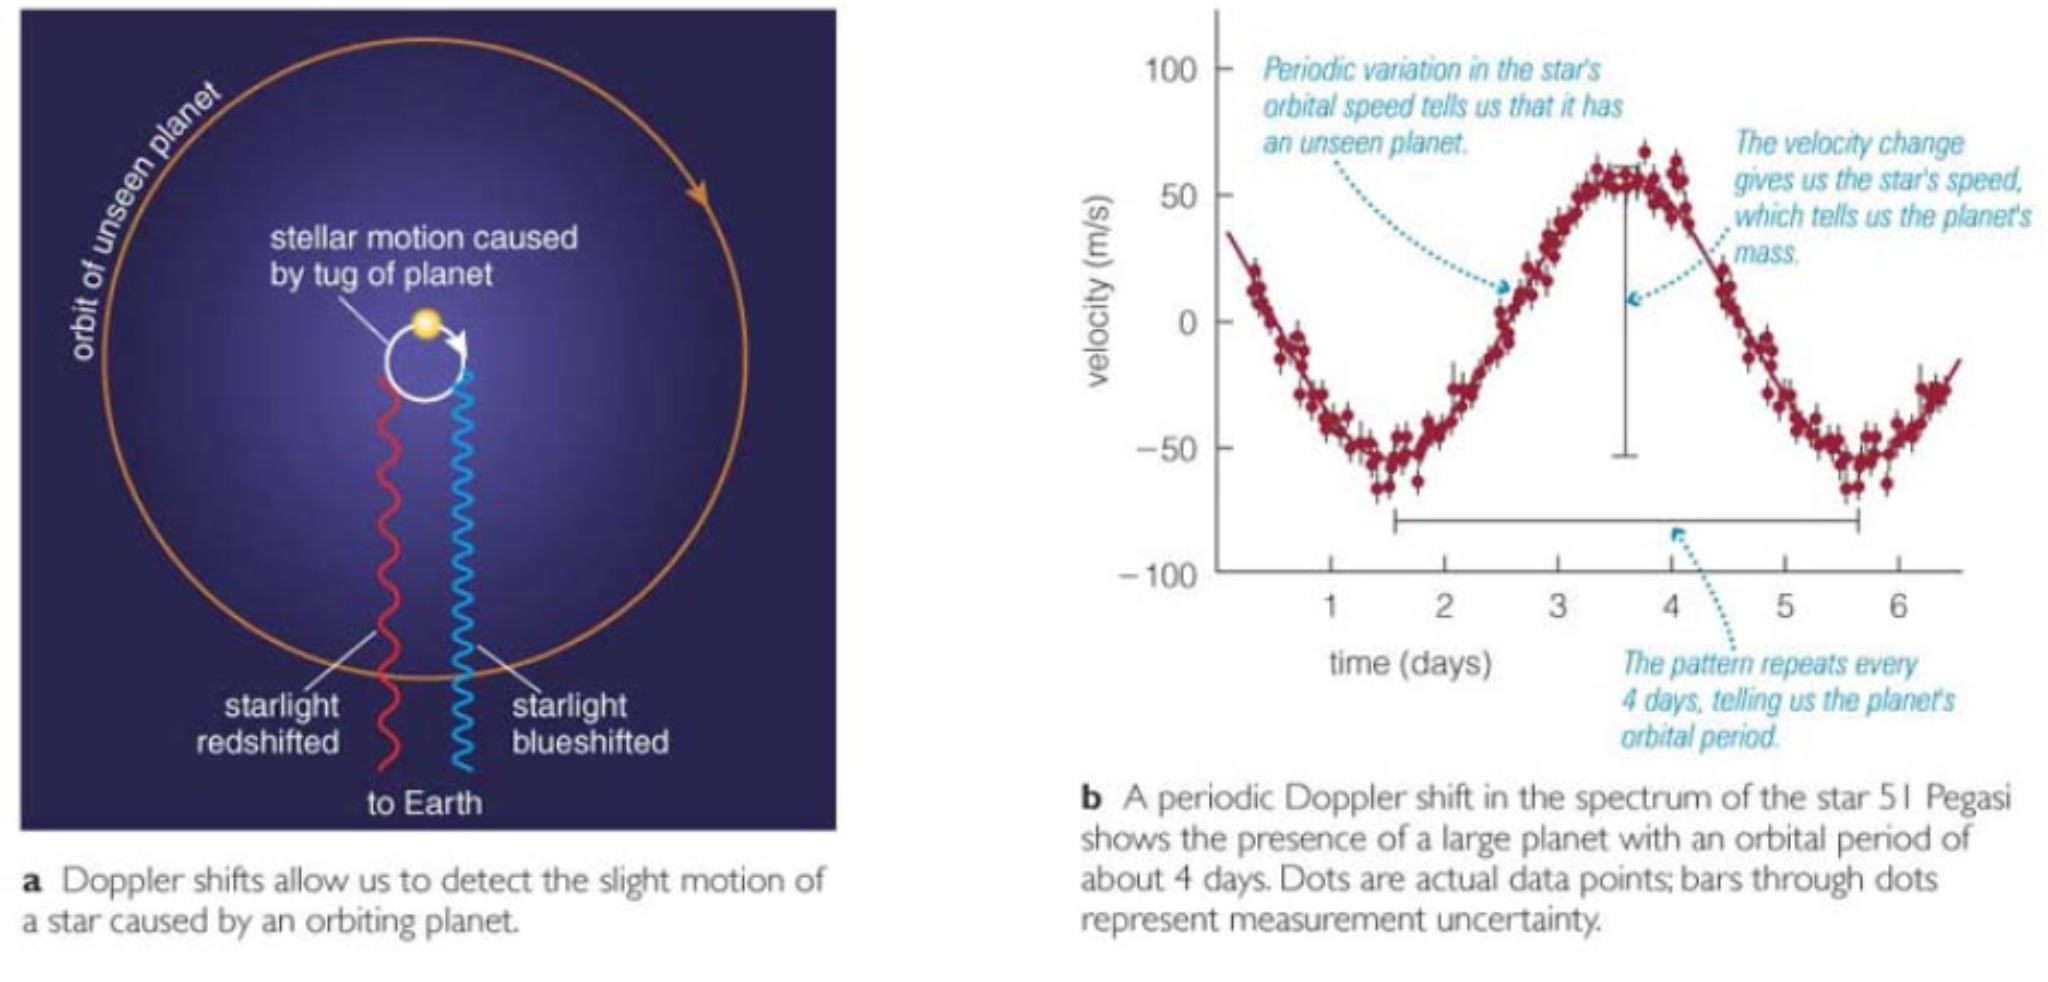 orbit of unseen planet
stellar motion caused
by tug of planet
starlight
redshifted
starlight
blueshifted
to Earth
a Doppler shifts allow us to detect the slight motion of
a star caused by an orbiting planet.
velocity (m/s)
100
50
0
−50
−100
Periodic variation in the star's
orbital speed tells us that it has
an unseen planet.
The velocity change
gives us the star's speed,
which tells us the planet's
mass.
1 2 3 4 5 6
time (days)
The pattern repeats every
4 days, telling us the planet's
orbital period.
b A periodic Doppler shift in the spectrum of the star 51 Pegasi
shows the presence of a large planet with an orbital period of
about 4 days. Dots are actual data points; bars through dots
represent measurement uncertainty.